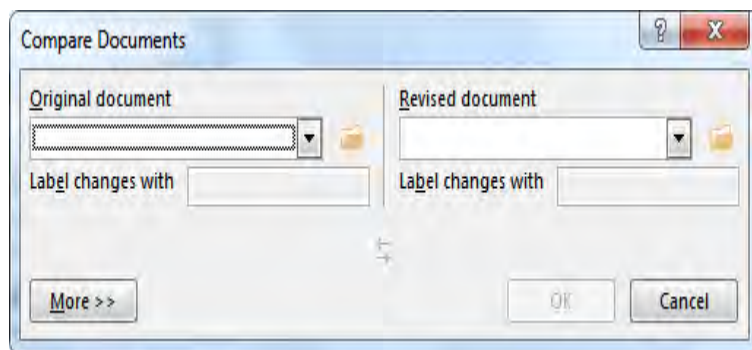 Compare Documents
?
X
Original document
Revised document
Label changes with
Label changes with
More >>
OK
Cancel